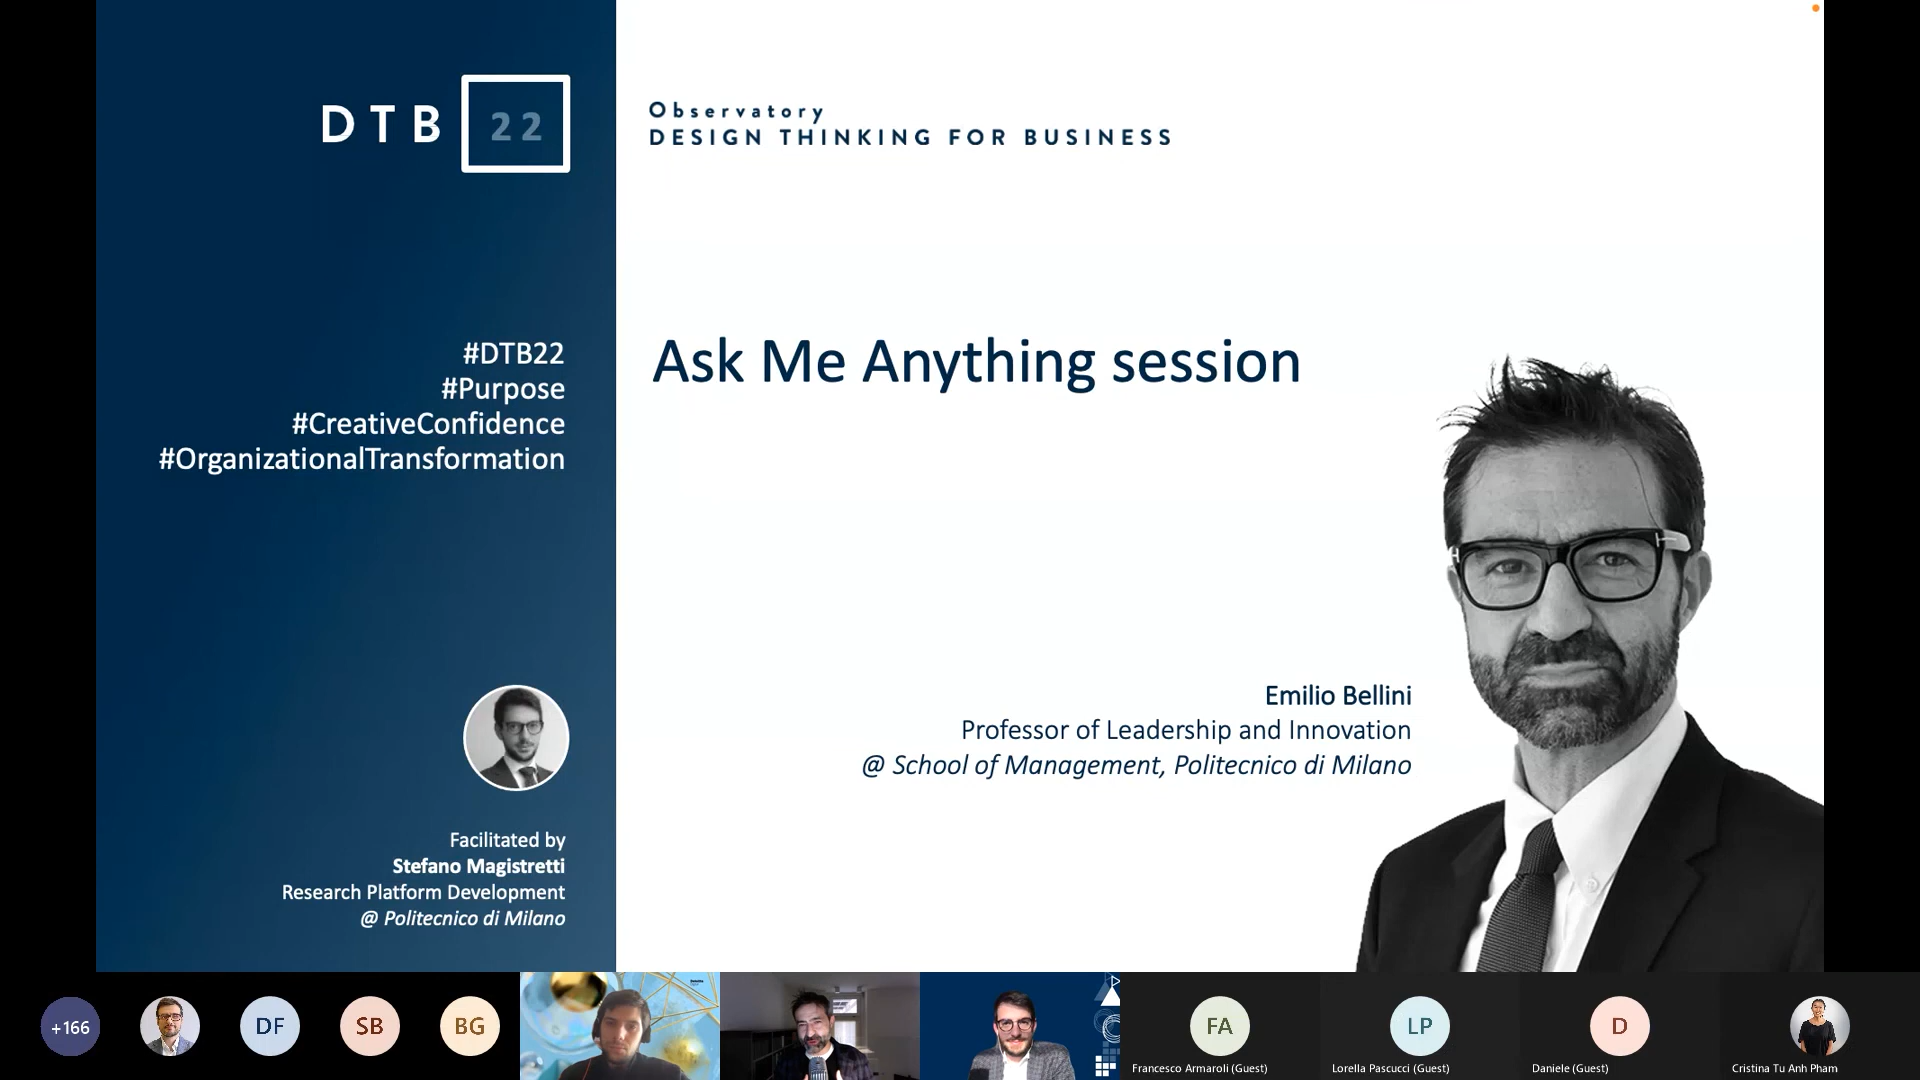 DTB 22
Observatory
DESIGN THINKING FOR BUSINESS
#DTB22
#Purpose
#CreativeConfidence
#OrganizationalTransformation
Ask Me Anything session
Emilio Bellini
Professor of Leadership and Innovation
@ School of Management, Politecnico di Milano
Facilitated by
Stefano Magistretti
Research Platform Development
@ Politecnico di Milano
+166
DF
SB
BG
FA
Francesco Armaroli (Guest)
LP
Lorella Pascucci (Guest)
D
Daniele (Guest)
Cristina Tu Anh Pham